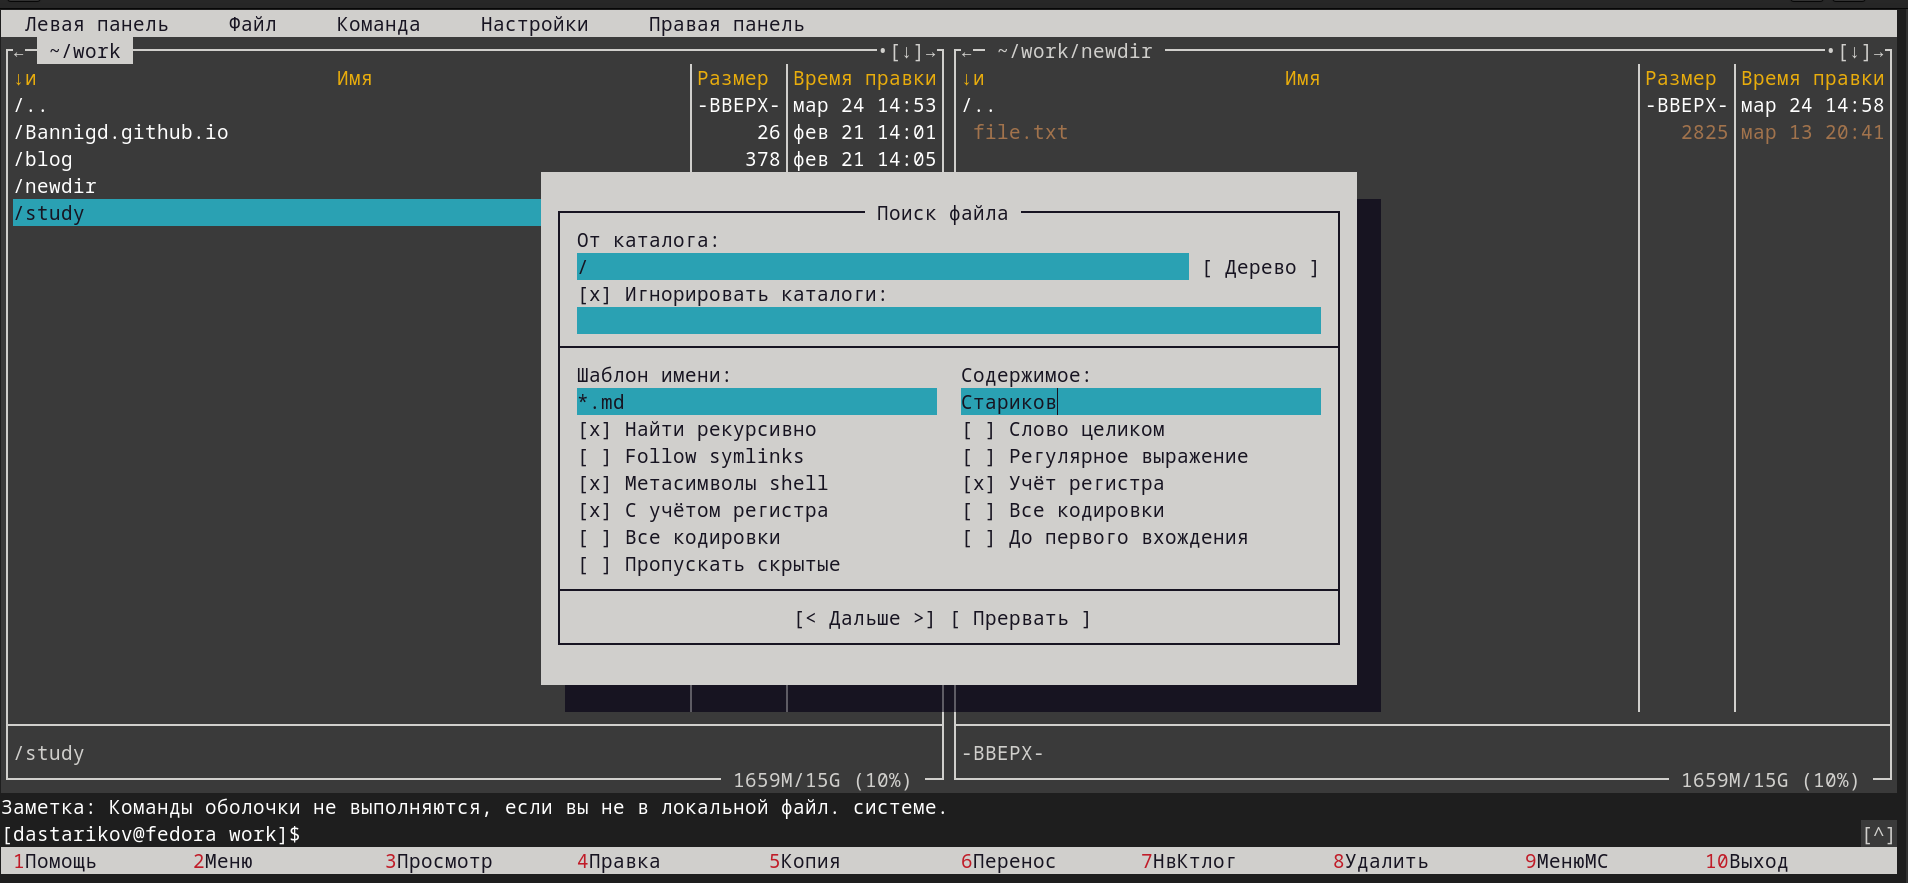 Левая панель Файл Команда Настройки Правая панель
← ~/work •[↓]→ ← ~/work/newdir •[↓]→
↓и Имя Размер Время правки ↓и Имя Размер Время правки
/.. -ВВЕРХ- мар 24 14:53 /.. -ВВЕРХ- мар 24 14:58
/Bannigd.github.io 26 фев 21 14:01 file.txt 2825 мар 13 20:41
/blog 378 фев 21 14:05
/newdir
/study
Поиск файла
От каталога:
/ [ Дерево ]
[x] Игнорировать каталоги:
Шаблон имени: Содержимое:
*.md Стариков
[x] Найти рекурсивно [ ] Слово целиком
[ ] Follow symlinks [ ] Регулярное выражение
[x] Метасимволы shell [x] Учёт регистра
[x] С учётом регистра [ ] Все кодировки
[ ] Все кодировки [ ] До первого вхождения
[ ] Пропускать скрытые
[< Дальше >] [ Прервать ]
/study -ВВЕРХ-
1659M/15G (10%) 1659M/15G (10%)
Заметка: Команды оболочки не выполняются, если вы не в локальной файл. системе.
[dastarikov@fedora work]$ [^]
1Помощь 2Меню 3Просмотр 4Правка 5Копия 6Перенос 7НвКтлог 8Удалить 9МенюMC 10Выход